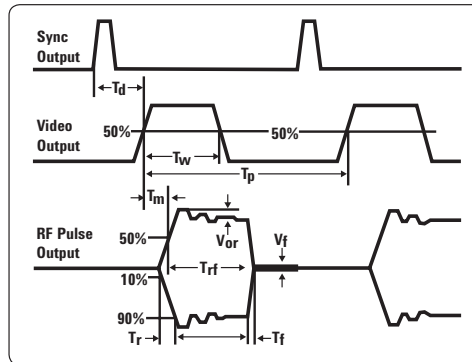 Sync
Output
Td
Video
Output
50%
50%
Tw
Tp
Tm
RF Pulse
Output
50%
Vor
Vf
Trf
10%
90%
Tr
Tf